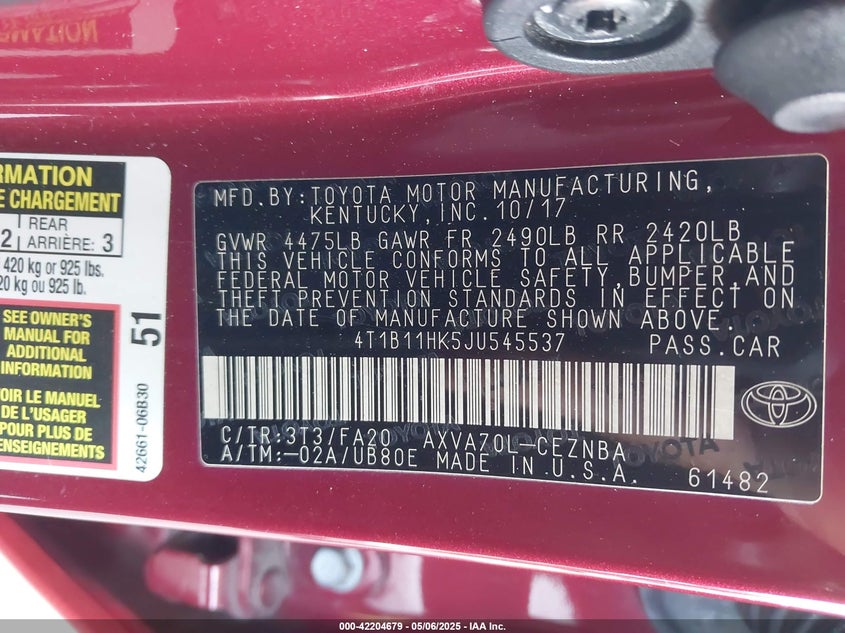 RMATION
E CHARGEMENT
2 REAR ARRIÈRE: 3
420 kg or 925 lbs.
20 kg ou 925 lb.
SEE OWNER'S
MANUAL FOR
ADDITIONAL
INFORMATION
OIR LE MANUEL
DE L'USAGER
POUR PLUS DE
ENSEIGNEMENTS
51
42661-06B30
MFD.BY:TOYOTA MOTOR MANUFACTURING,
KENTUCKY,INC.10/17
GVWR 4475LB GAWR FR 2490LB RR 2420LB
THIS VEHICLE CONFORMS TO ALL APPLICABLE
FEDERAL MOTOR VEHICLE SAFETY,BUMPER,AND
THEFT PREVENTION STANDARDS IN EFFECT ON
THE DATE OF MANUFACTURE SHOWN ABOVE.
4T1B11HK5JU545537 PASS.CAR
C/TR:3T3/FA20 AXVA70L-CEZNBA
A/TM:-02A/UB80E MADE IN U.S.A.
61482
000-42204679 - 05/06/2025 - IAA Inc.